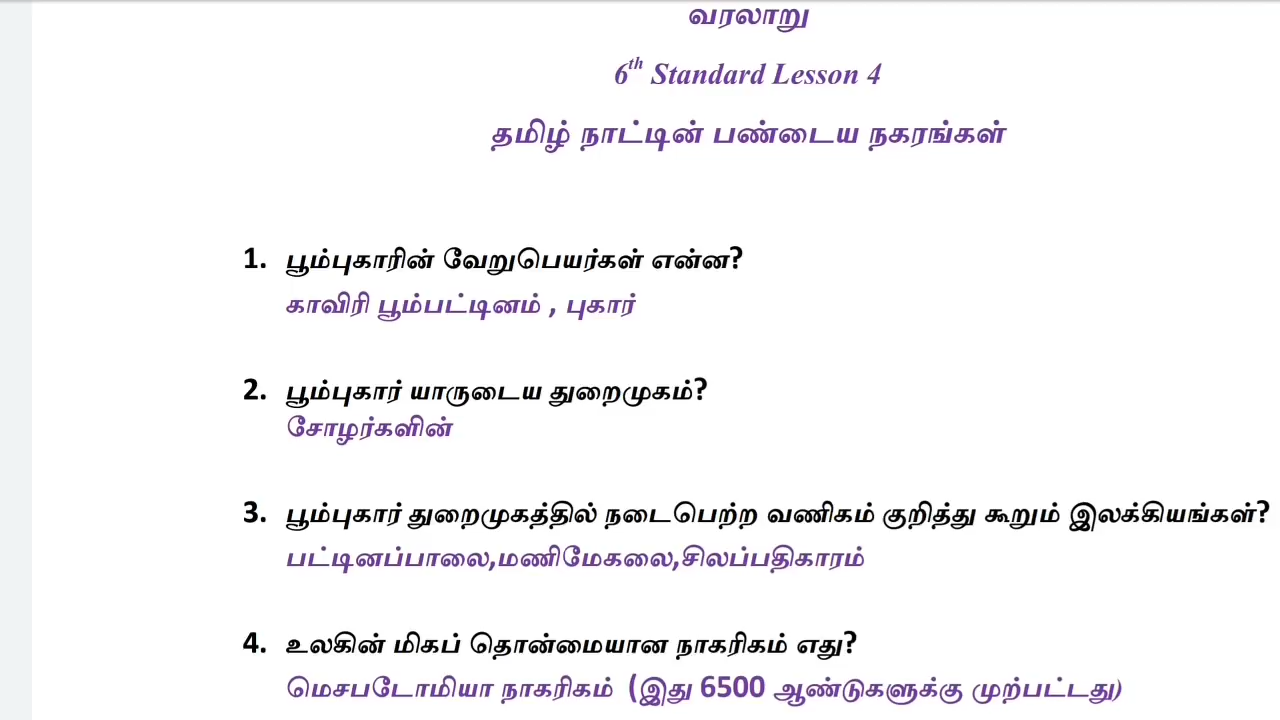 வரலாறு
6th Standard Lesson 4
தமிழ் நாட்டின் பண்டைய நகரங்கள்
1. பூம்புகாரின் வேறுபெயர்கள் என்ன?
காவிரி பூம்பட்டினம் , புகார்
2. பூம்புகார் யாருடைய துறைமுகம்?
சோழர்களின்
3. பூம்புகார் துறைமுகத்தில் நடைபெற்ற வணிகம் குறித்து கூறும் இலக்கியங்கள்?
பட்டினப்பாலை,மணிமேகலை,சிலப்பதிகாரம்
4. உலகின் மிகப் தொன்மையான நாகரிகம் எது?
மெசபடோமியா நாகரிகம் (இது 6500 ஆண்டுகளுக்கு முற்பட்டது)